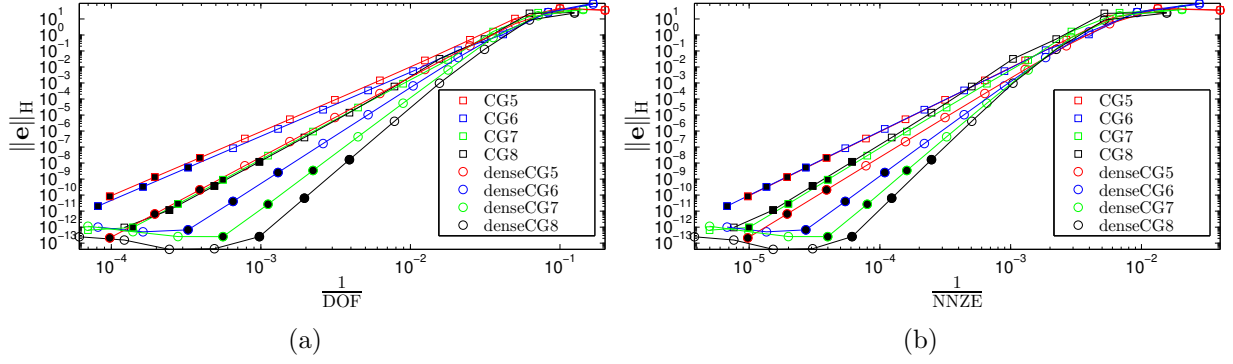 10^1
10^0
10^-1
10^-2
10^-3
10^-4
10^-5
10^-6
10^-7
10^-8
10^-9
10^-10
10^-11
10^-12
10^-13
||e||_H
CG5
CG6
CG7
CG8
denseCG5
denseCG6
denseCG7
denseCG8
10^-4
10^-3
10^-2
10^-1
1
DOF
(a)
10^1
10^0
10^-1
10^-2
10^-3
10^-4
10^-5
10^-6
10^-7
10^-8
10^-9
10^-10
10^-11
10^-12
10^-13
||e||_H
CG5
CG6
CG7
CG8
denseCG5
denseCG6
denseCG7
denseCG8
10^-5
10^-4
10^-3
10^-2
1
NNZE
(b)